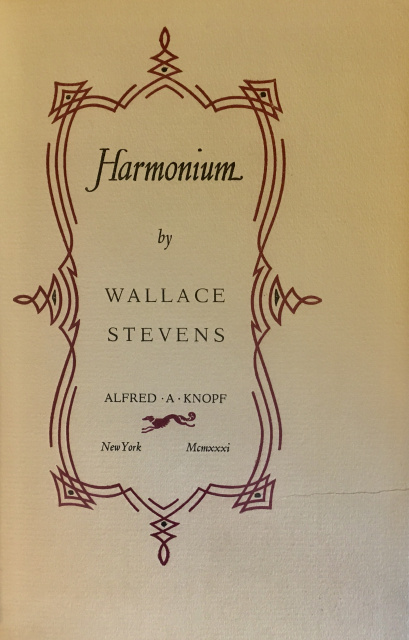 Harmonium
by
WALLACE
STEVENS
ALFRED · A · KNOPF
New York Mcmxxxi